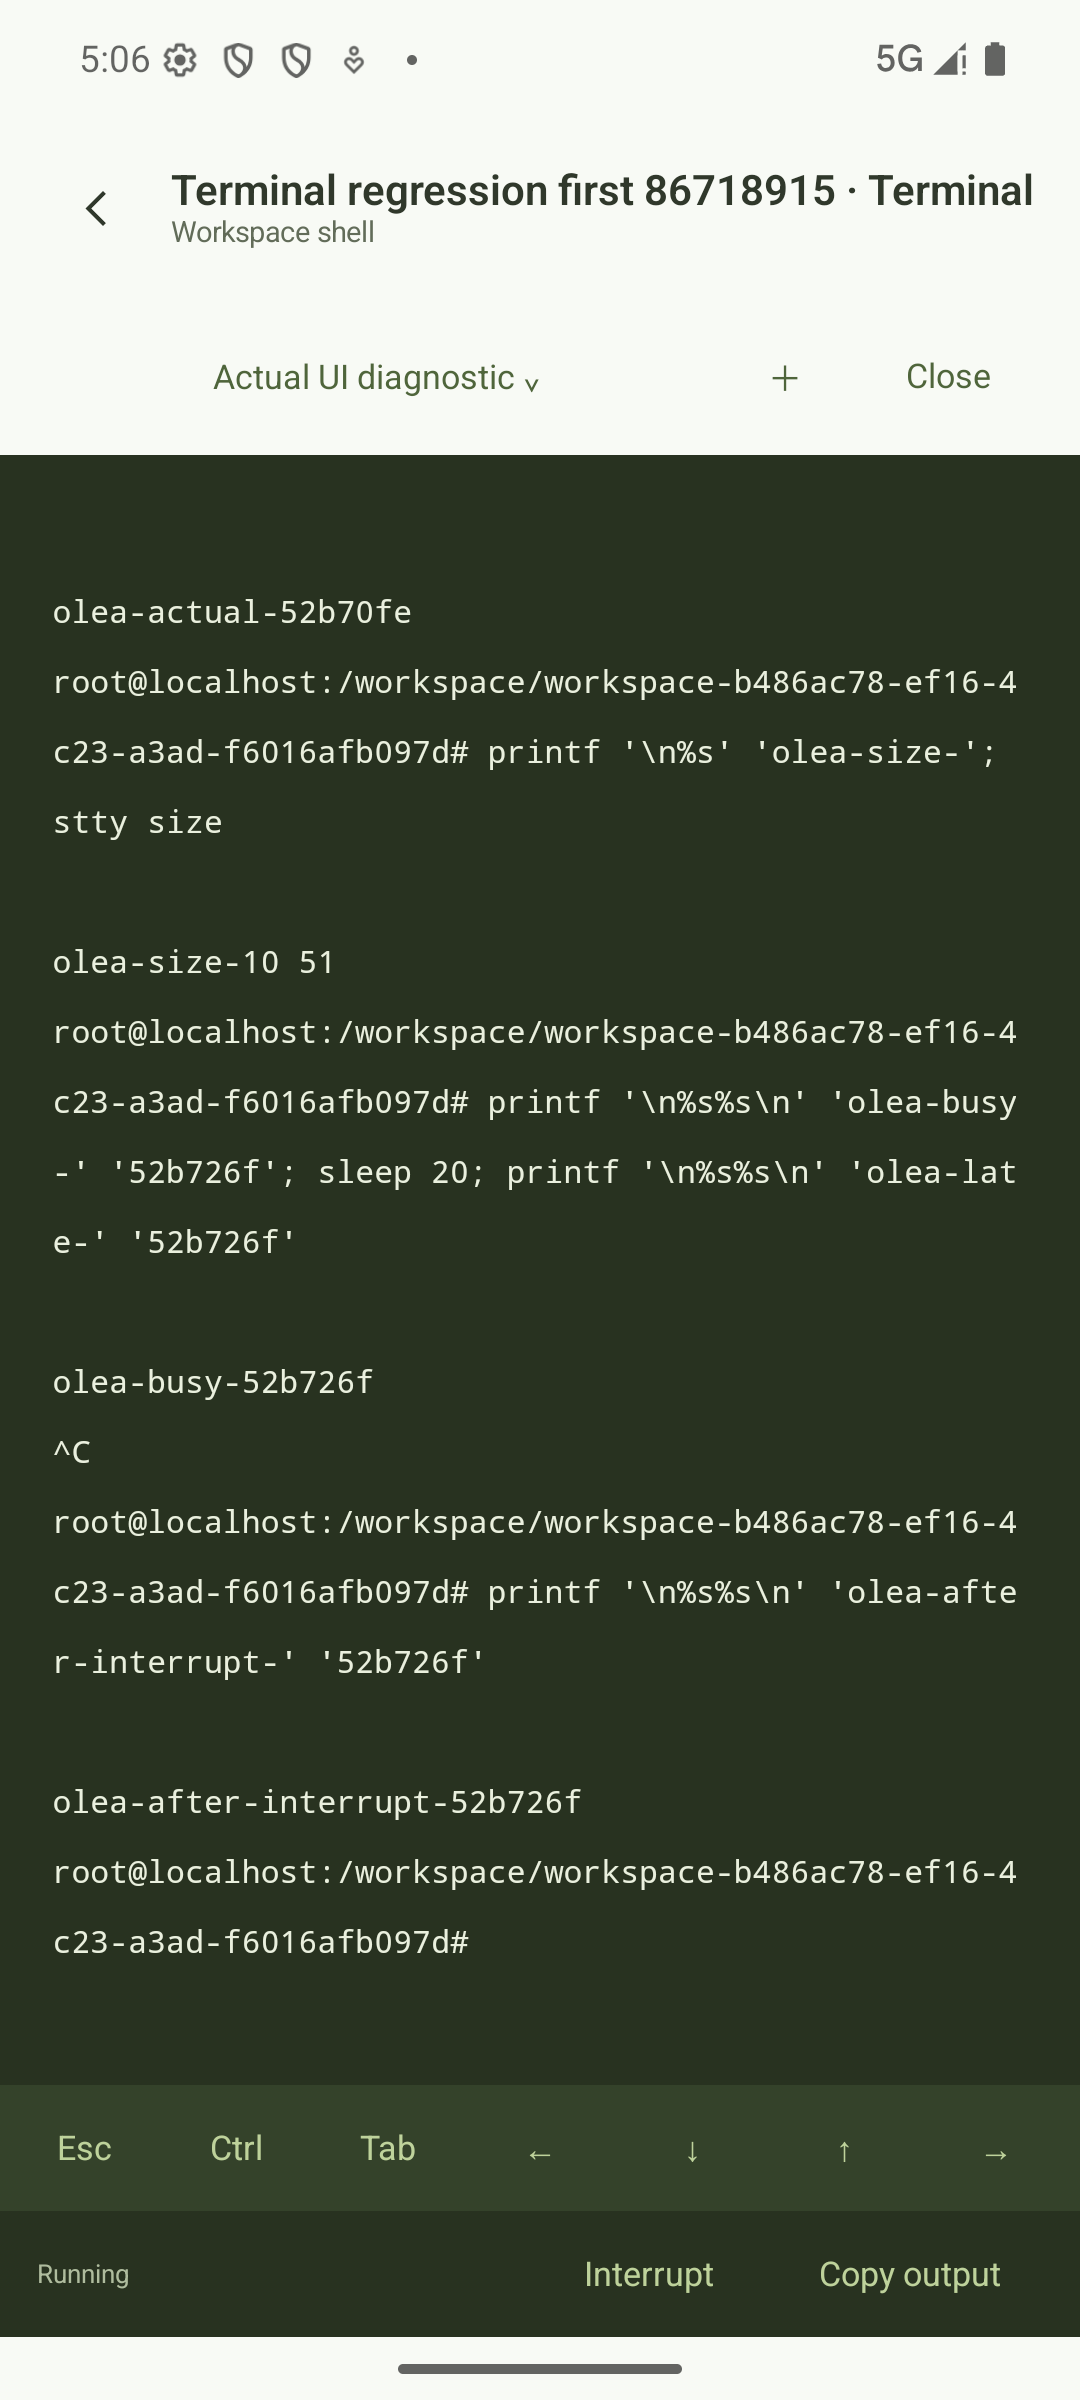 5:06
5G
Terminal regression first 86718915 · Terminal
Workspace shell
Actual UI diagnostic
+
Close
olea-actual-52b70fe
root@localhost:/workspace/workspace-b486ac78-ef16-4
c23-a3ad-f6016afb097d# printf '\n%s' 'olea-size-';
stty size
olea-size-10 51
root@localhost:/workspace/workspace-b486ac78-ef16-4
c23-a3ad-f6016afb097d# printf '\n%s%s\n' 'olea-busy
-' '52b726f'; sleep 20; printf '\n%s%s\n' 'olea-lat
e-' '52b726f'
olea-busy-52b726f
^C
root@localhost:/workspace/workspace-b486ac78-ef16-4
c23-a3ad-f6016afb097d# printf '\n%s%s\n' 'olea-afte
r-interrupt-' '52b726f'
olea-after-interrupt-52b726f
root@localhost:/workspace/workspace-b486ac78-ef16-4
c23-a3ad-f6016afb097d#
Esc Ctrl Tab ← ↓ ↑ →
Running Interrupt Copy output